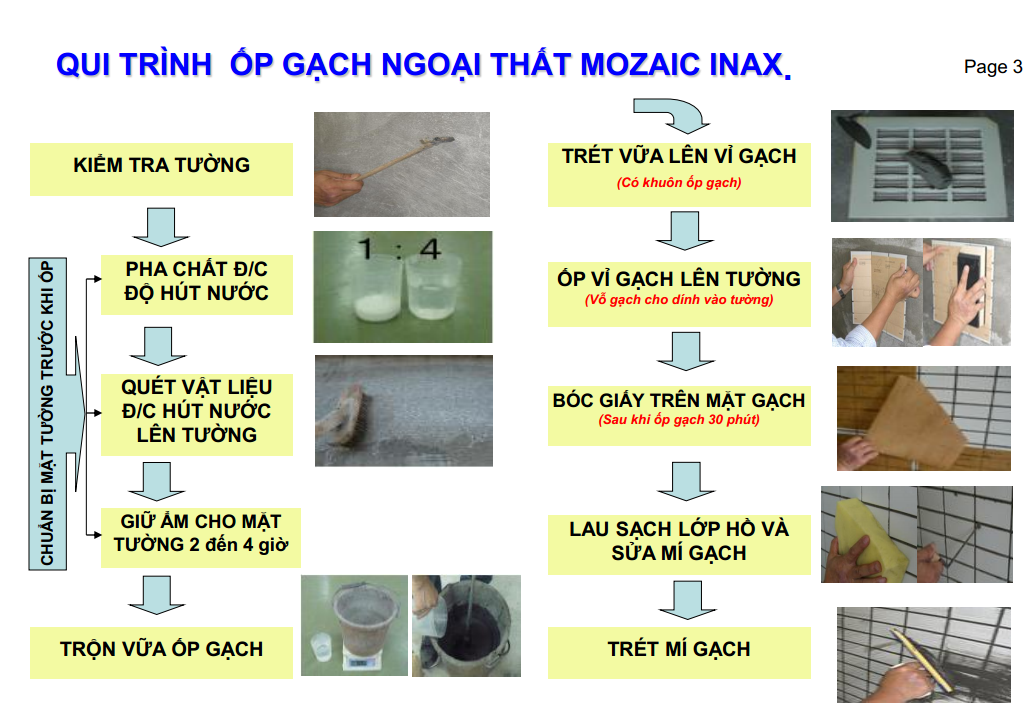 QUI TRÌNH ỐP GẠCH NGOẠI THẤT MOZAIC INAX.
Page 3
KIỂM TRA TƯỜNG
CHUẨN BỊ MẶT TƯỜNG TRƯỚC KHI ỐP
PHA CHẤT Đ/C
ĐỘ HÚT NƯỚC
1 : 4
QUÉT VẬT LIỆU
Đ/C HÚT NƯỚC
LÊN TƯỜNG
GIỮ ẨM CHO MẶT
TƯỜNG 2 đến 4 giờ
TRỘN VỮA ỐP GẠCH
TRÉT VỮA LÊN VỈ GẠCH
(Có khuôn ốp gạch)
ỐP VỈ GẠCH LÊN TƯỜNG
(Vỗ gạch cho dính vào tường)
BÓC GIẤY TRÊN MẶT GẠCH
(Sau khi ốp gạch 30 phút)
LAU SẠCH LỚP HỒ VÀ
SỬA MÍ GẠCH
TRÉT MÍ GẠCH